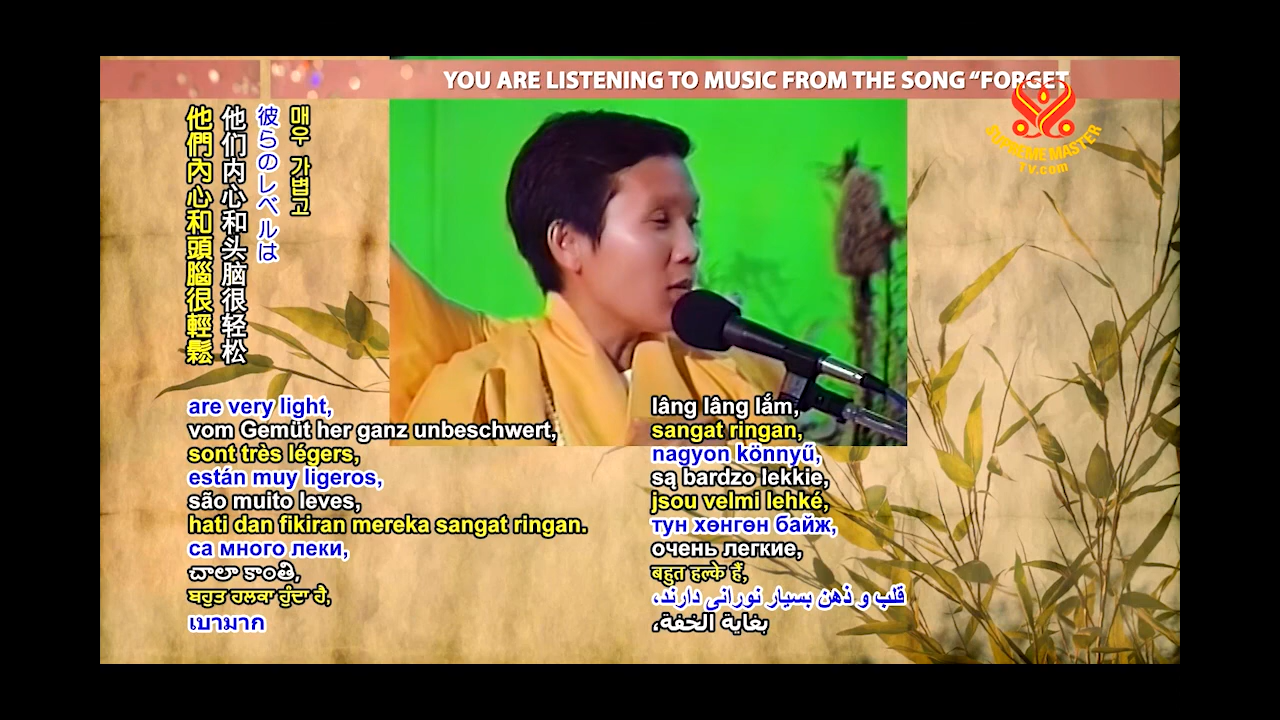 YOU ARE LISTENING TO MUSIC FROM THE SONG “FORGET
SUPREME MASTER
TV.com
매우 가볍고
彼らのレベルは
他们内心和头脑很轻松
他們內心和頭腦很輕鬆
are very light,
vom Gemüt her ganz unbeschwert,
sont très légers,
están muy ligeros,
são muito leves,
hati dan fikiran mereka sangat ringan.
са много леки,
చాలా కాంతి,
ਬਹੁਤ ਹਲਕਾ ਹੁੰਦਾ ਹੈ,
เบามาก
lâng lâng lắm,
sangat ringan,
nagyon könnyű,
są bardzo lekkie,
jsou velmi lehké,
тун хөнгөн байж,
очень легкие,
बहुत हल्के हैं,
قلب و ذهن بسیار نورانی دارند،
بغاية الخفة،